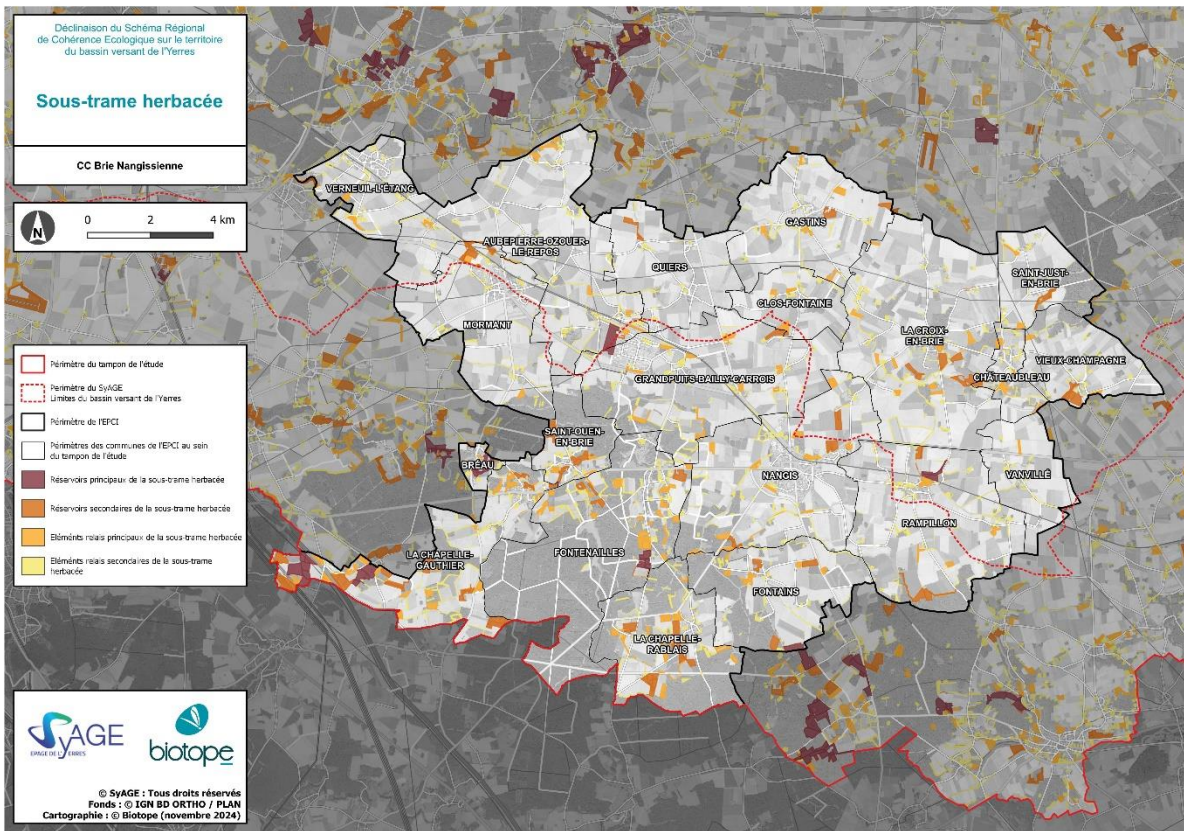 Déclinaison du Schéma Régional
de Cohérence Ecologique sur le territoire
du bassin versant de l'Yerres
Sous-trame herbacée
CC Brie Nangissienne
N
0 2 4 km
Périmètre du tampon de l'étude
Périmètre du SyAGE
Limites du bassin versant de l'Yerres
Périmètre de l'EPCI
Périmètres des communes de l'EPCI au sein
du tampon de l'étude
Réservoirs principaux de la sous-trame herbacée
Réservoirs secondaires de la sous-trame herbacée
Eléments relais principaux de la sous-trame herbacée
Eléments relais secondaires de la sous-trame
herbacée
VERNEUIL-L'ÉTANG
AUBEPIERRE-OZOUER-
LE-REPOS
QUIERS
GASTINS
SAINT-JUST-
EN-BRIE
CLOS-FONTAINE
MORMANT
LA CROIX-
EN-BRIE
VIEUX-CHAMPAGNE
CHÂTEAUBLEAU
GRANDPUITS-BAILLY-CARROIS
SAINT-OUEN-
EN-BRIE
BRÉAU
NANGIS
VANVILLÉ
RAMPILLON
LA CHAPELLE-
GAUTHIER
FONTENAILLES
FONTAINS
LA CHAPELLE-
RABLAIS
SyAGE
EPAGE DE L'YERRES
biotope
© SyAGE : Tous droits réservés
Fonds : © IGN BD ORTHO / PLAN
Cartographie : © Biotope (novembre 2024)